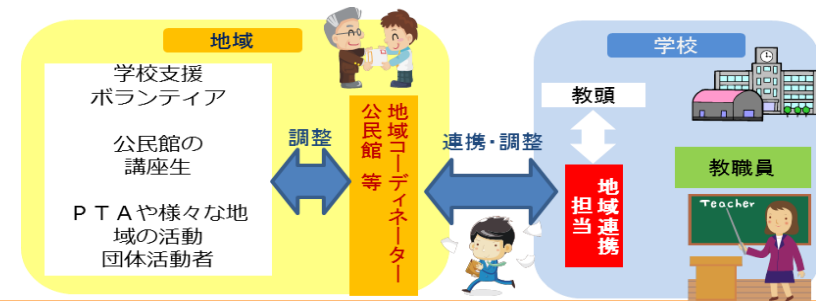 地域
学校支援
ボランティア
公民館の
講座生
ＰＴＡや様々な地
域の活動
団体活動者
調整
地域コーディネーター
公民館 等
連携・調整
学校
教頭
地域連携
担当
教職員
Teacher